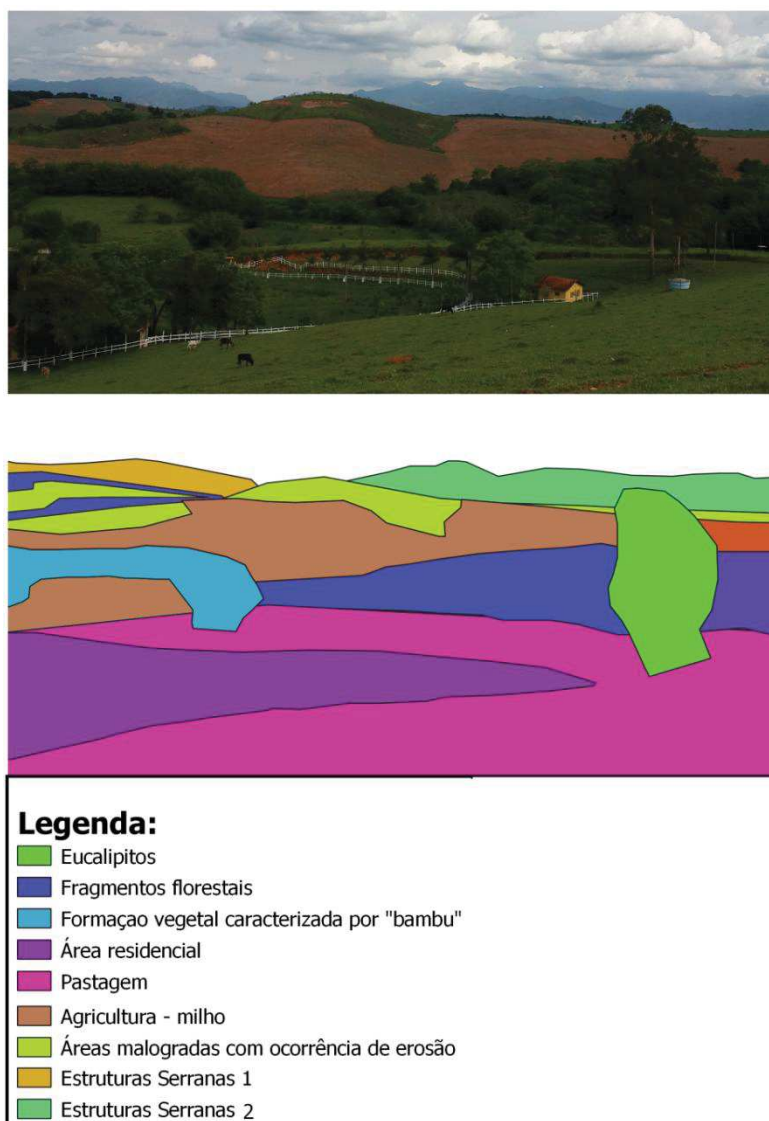 Legenda:
Eucalipitos
Fragmentos florestais
Formaçao vegetal caracterizada por "bambu"
Área residencial
Pastagem
Agricultura - milho
Áreas malogradas com ocorrência de erosão
Estruturas Serranas 1
Estruturas Serranas 2